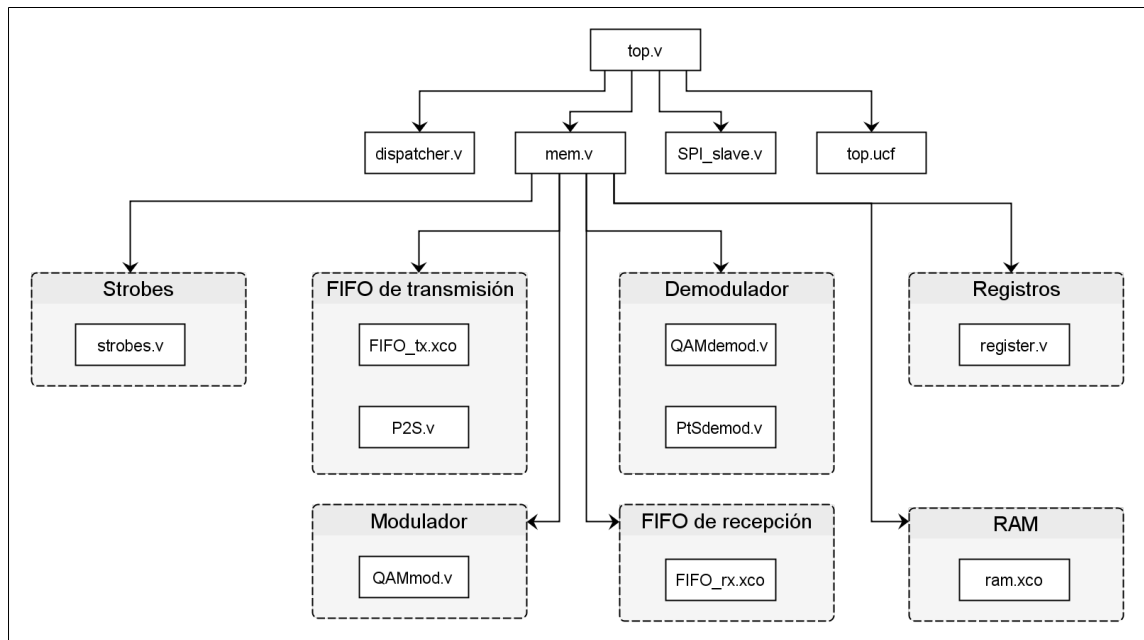 top.v
dispatcher.v
mem.v
SPI_slave.v
top.ucf
Strobes
strobes.v
FIFO de transmisión
FIFO_tx.xco
P2S.v
Demodulador
QAMdemod.v
PtSdemod.v
Registros
register.v
Modulador
QAMmod.v
FIFO de recepción
FIFO_rx.xco
RAM
ram.xco